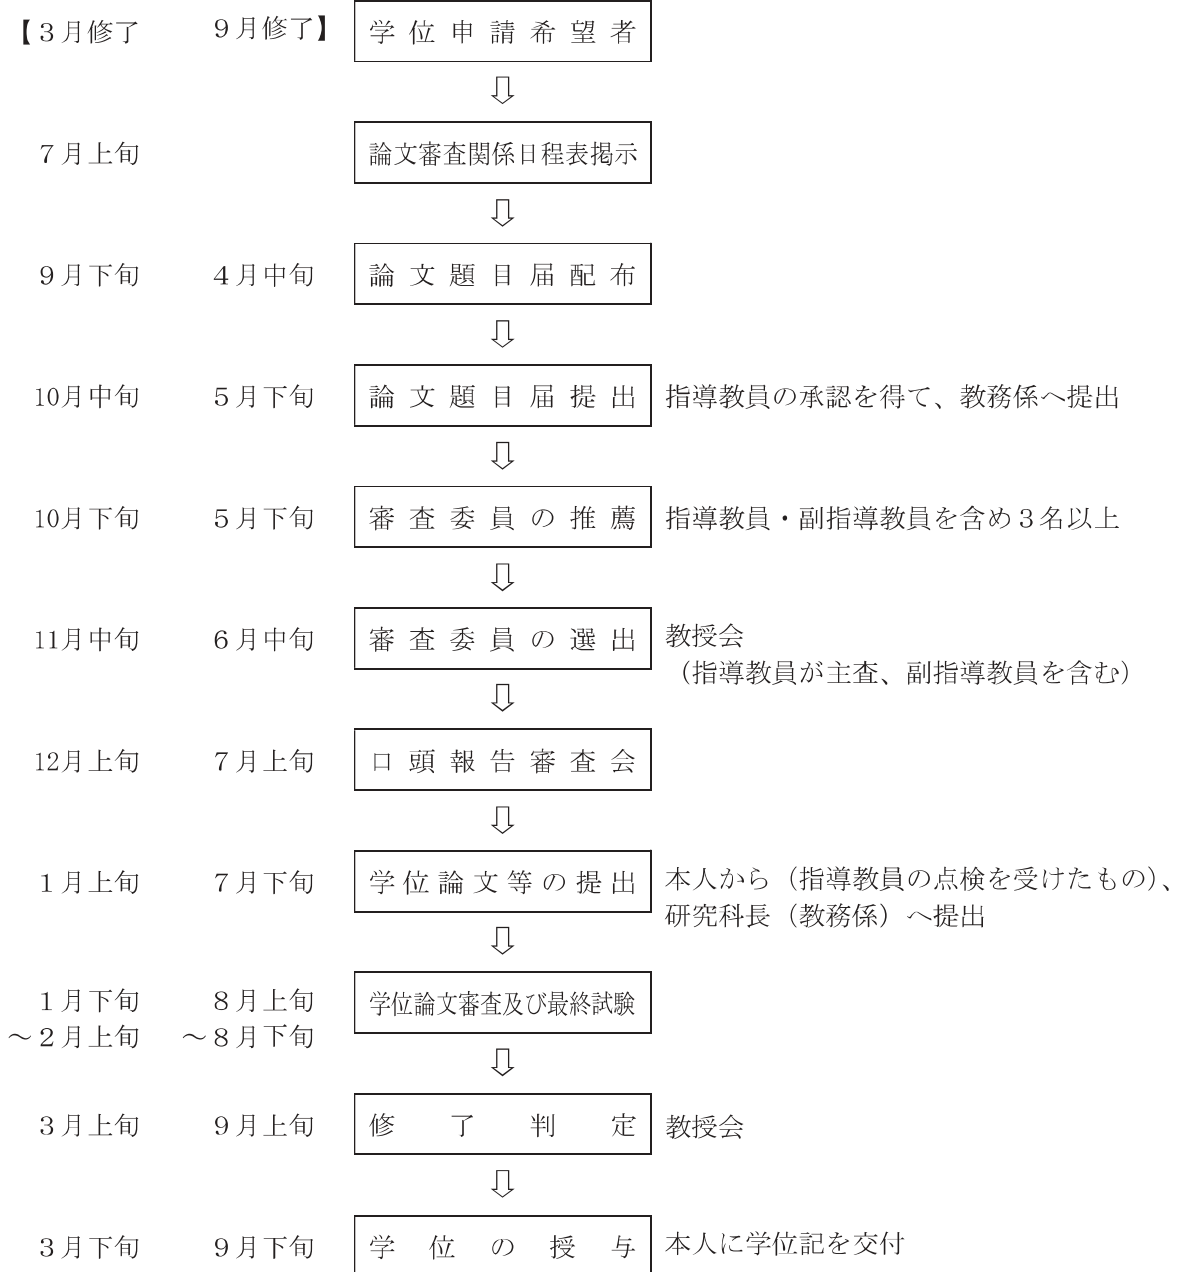 【３月修了 ９月修了】 学位申請希望者
⇩
７月上旬 論文審査関係日程表掲示
⇩
９月下旬 ４月中旬 論文題目届配布
⇩
10月中旬 ５月下旬 論文題目届提出 指導教員の承認を得て、教務係へ提出
⇩
10月下旬 ５月下旬 審査委員の推薦 指導教員・副指導教員を含め３名以上
⇩
11月中旬 ６月中旬 審査委員の選出 教授会
（指導教員が主査、副指導教員を含む）
⇩
12月上旬 ７月上旬 口頭報告審査会
⇩
１月上旬 ７月下旬 学位論文等の提出 本人から（指導教員の点検を受けたもの）、
研究科長（教務係）へ提出
⇩
１月下旬 ８月上旬 学位論文審査及び最終試験
～２月上旬 ～８月下旬
⇩
３月上旬 ９月上旬 修了判定 教授会
⇩
３月下旬 ９月下旬 学位の授与 本人に学位記を交付